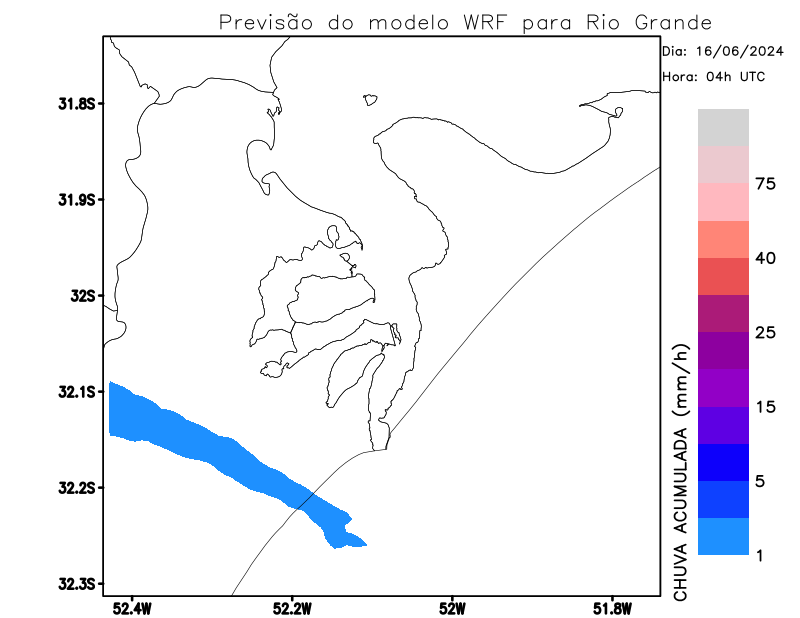 Previsão do modelo WRF para Rio Grande
Dia: 16/06/2024
Hora: 04h UTC
31.8S
31.9S
32S
32.1S
32.2S
32.3S
52.4W
52.2W
52W
51.8W
75
40
25
15
5
1
CHUVA ACUMULADA (mm/h)